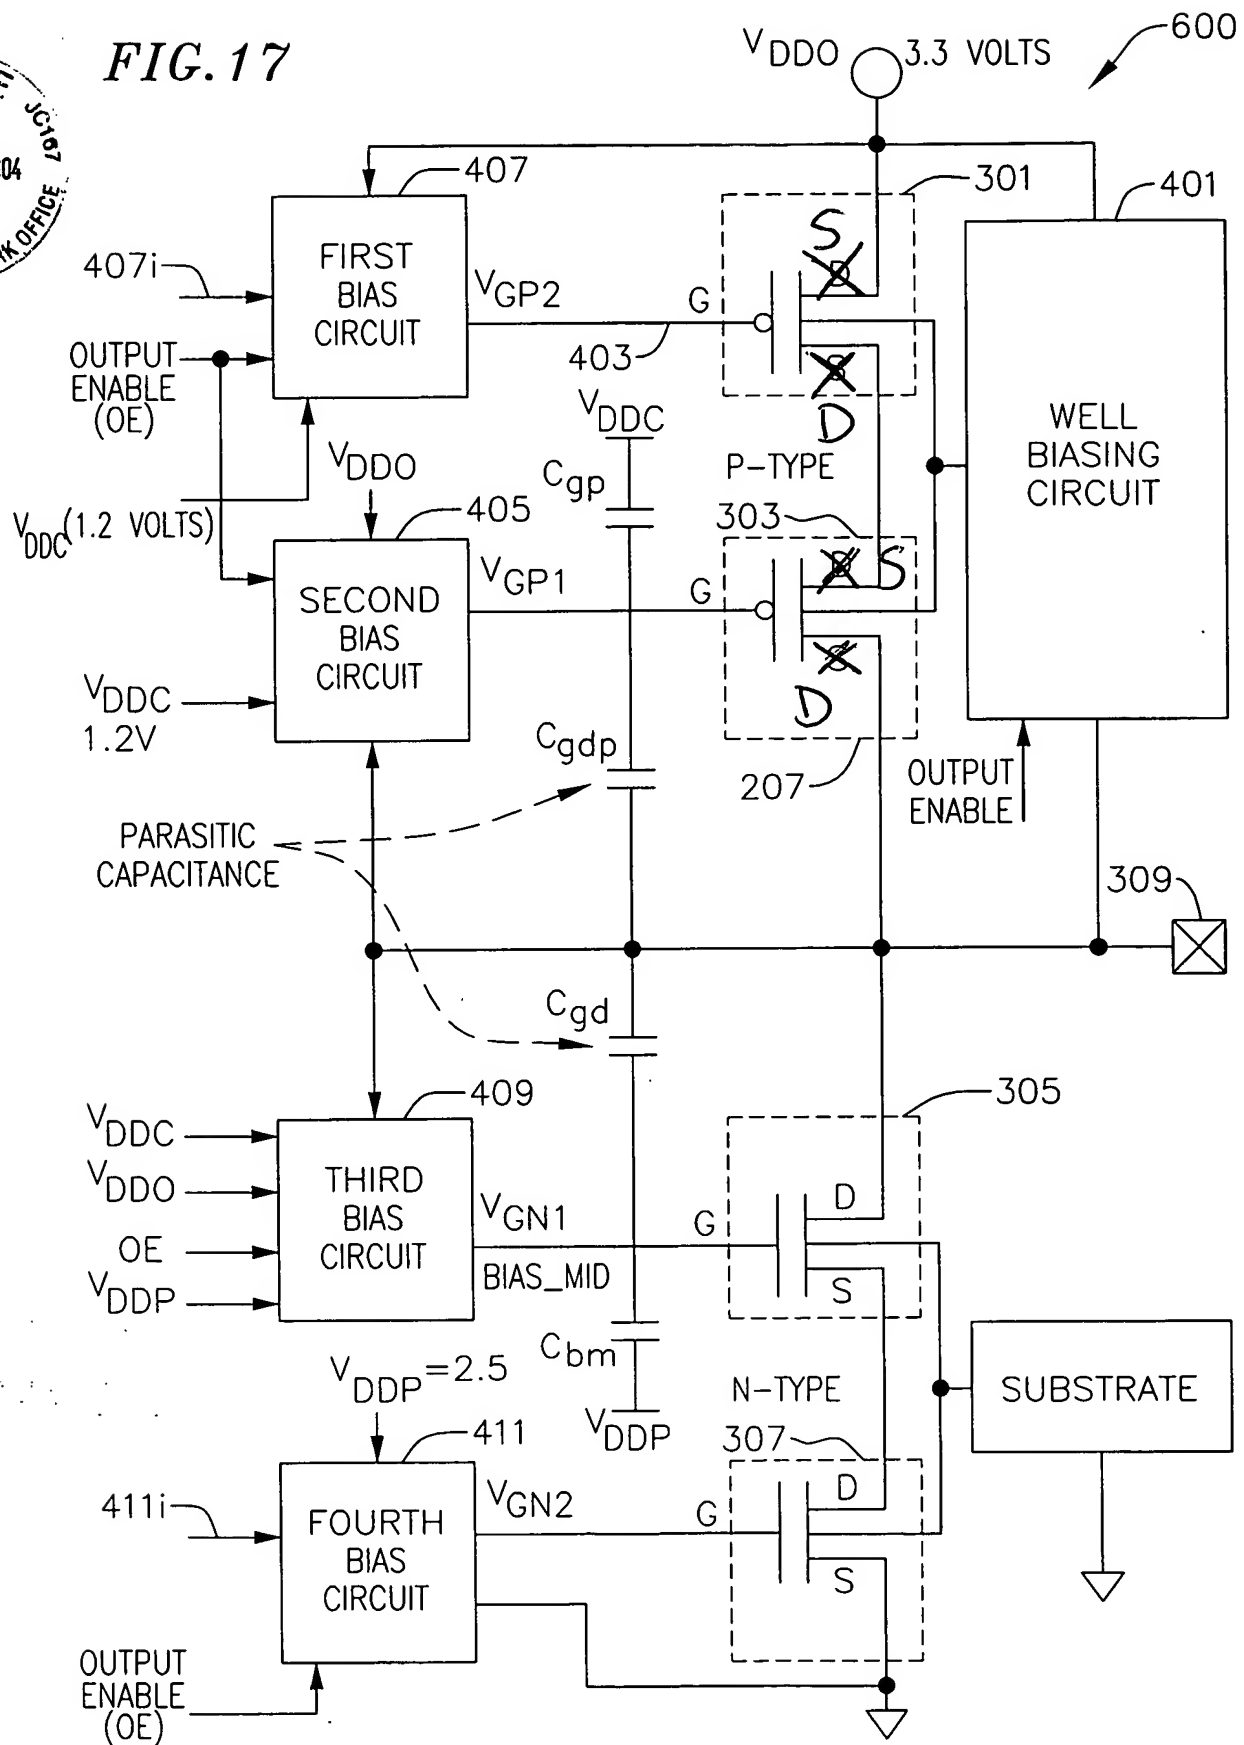 FIG.17
VDDO 3.3 VOLTS
600
JC167
04
OFFICE
407
301
401
407i
FIRST
BIAS
CIRCUIT
VGP2
G
S
D
403
OUTPUT
ENABLE
(OE)
VDDC
D
WELL
BIASING
CIRCUIT
VDDO
Cgp
P-TYPE
VDDC(1.2 VOLTS)
405
303
SECOND
BIAS
CIRCUIT
VGP1
G
S
D
VDDC
1.2V
Cgdp
207
OUTPUT
ENABLE
PARASITIC
CAPACITANCE
309
Cgd
409
305
VDDC
VDDO
OE
VDDP
THIRD
BIAS
CIRCUIT
VGN1
BIAS_MID
G
D
S
Cbm
VDDP=2.5
N-TYPE
SUBSTRATE
VDDP
411
307
411i
FOURTH
BIAS
CIRCUIT
VGN2
G
D
S
OUTPUT
ENABLE
(OE)